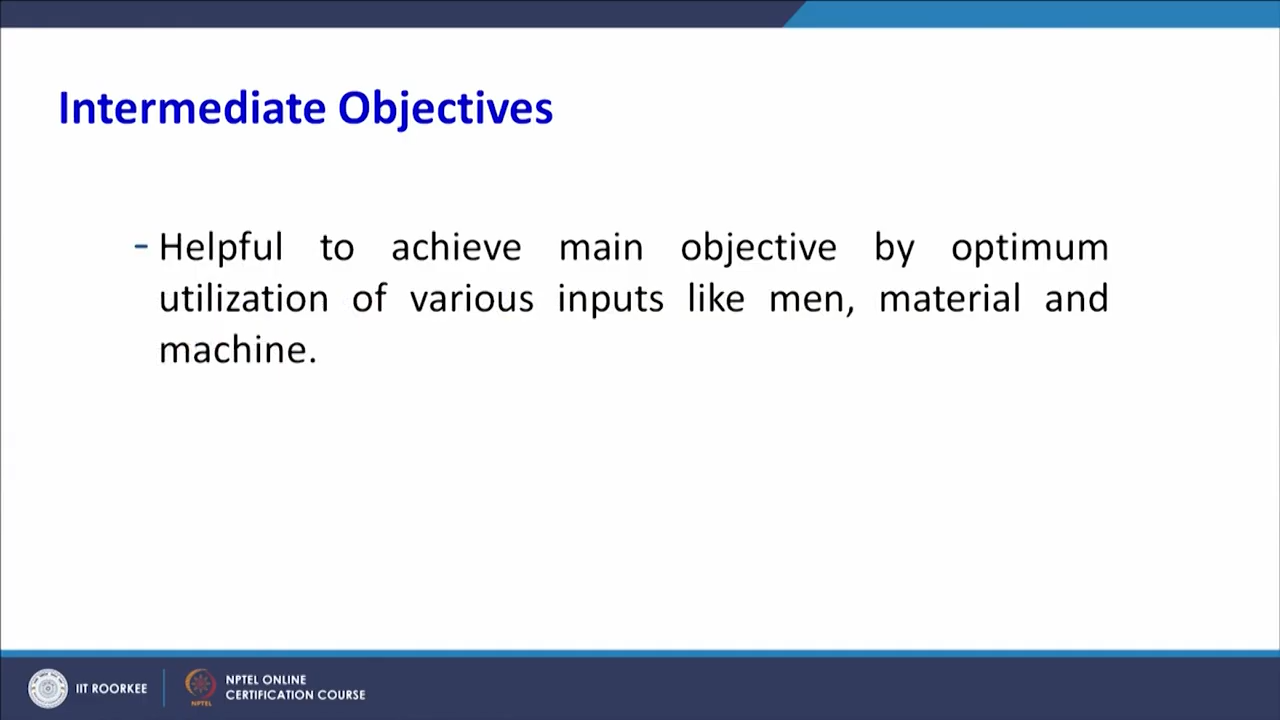 Intermediate Objectives
- Helpful to achieve main objective by optimum
utilization of various inputs like men, material and
machine.
IIT ROORKEE
NPTEL ONLINE
CERTIFICATION COURSE
NPTEL